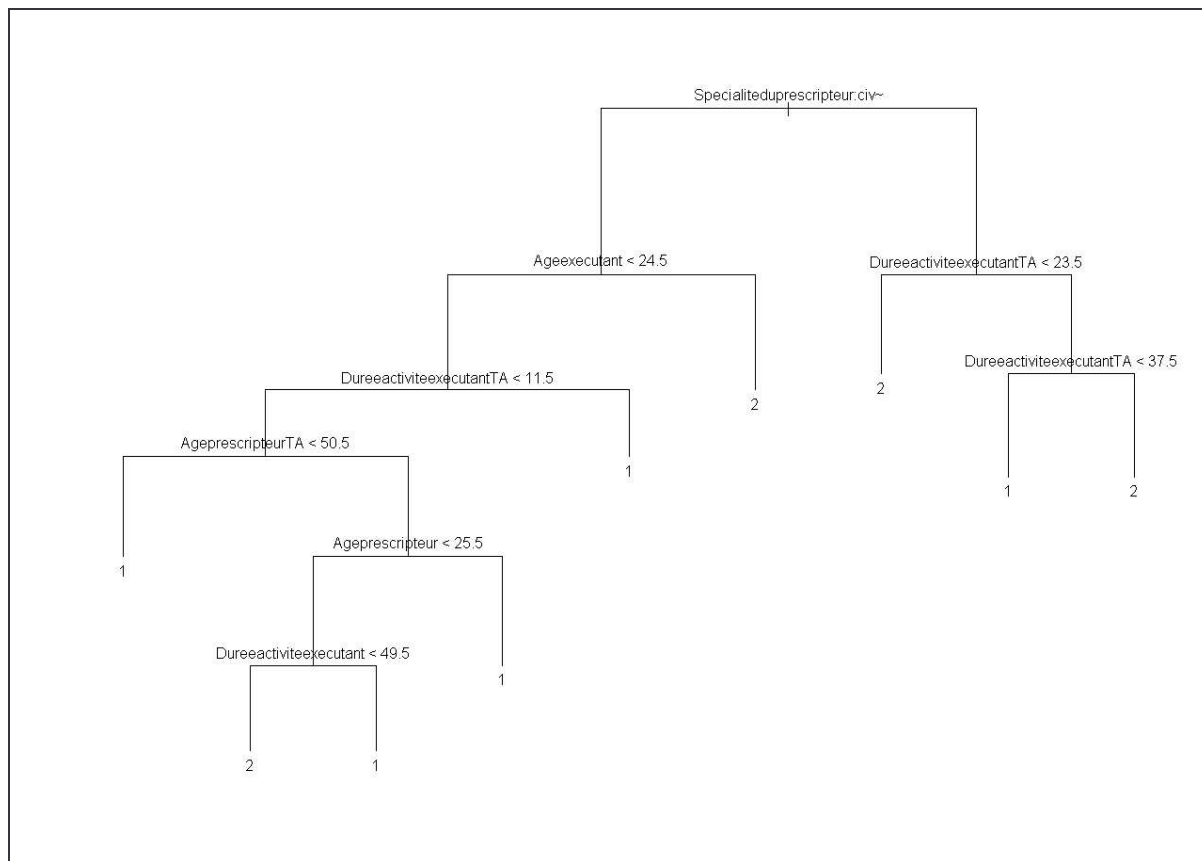 Specialiteduprescripteur:civ~
Ageexecutant < 24.5
DureeactiviteexecutantTA < 23.5
DureeactiviteexecutantTA < 37.5
DureeactiviteexecutantTA < 11.5
2
2
AgeprescripteurTA < 50.5
1
1
2
Ageprescripteur < 25.5
1
Dureeactiviteexecutant < 49.5
1
2
1